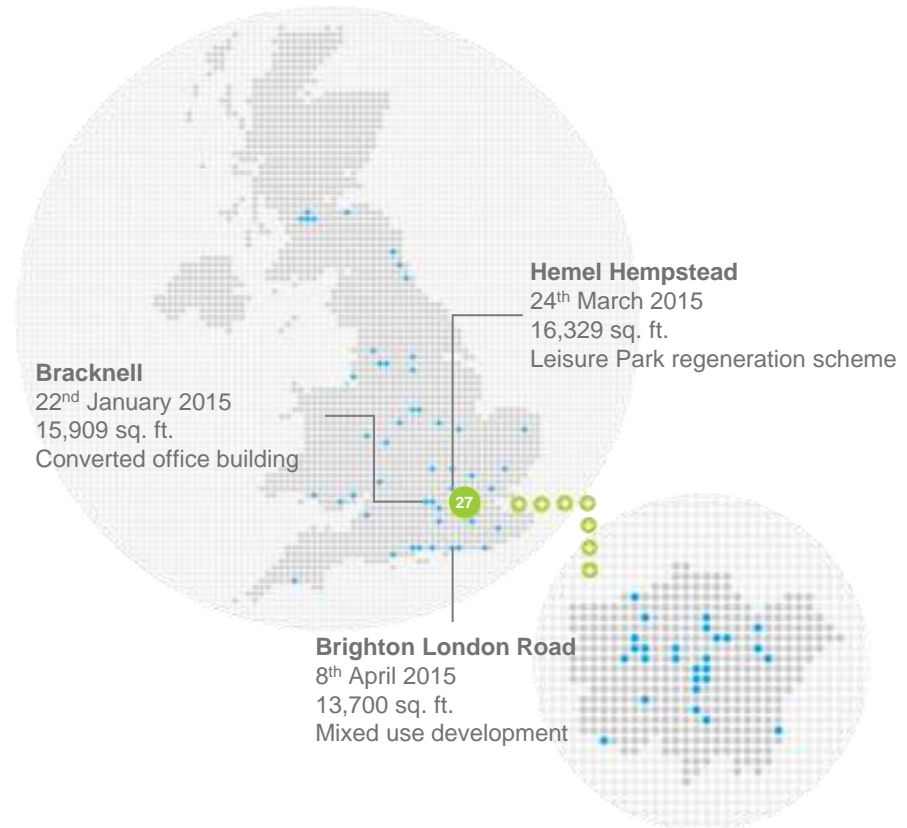 Hemel Hempstead
24th March 2015
16,329 sq. ft.
Leisure Park regeneration scheme
Bracknell
22nd January 2015
15,909 sq. ft.
Converted office building
27
Brighton London Road
8th April 2015
13,700 sq. ft.
Mixed use development